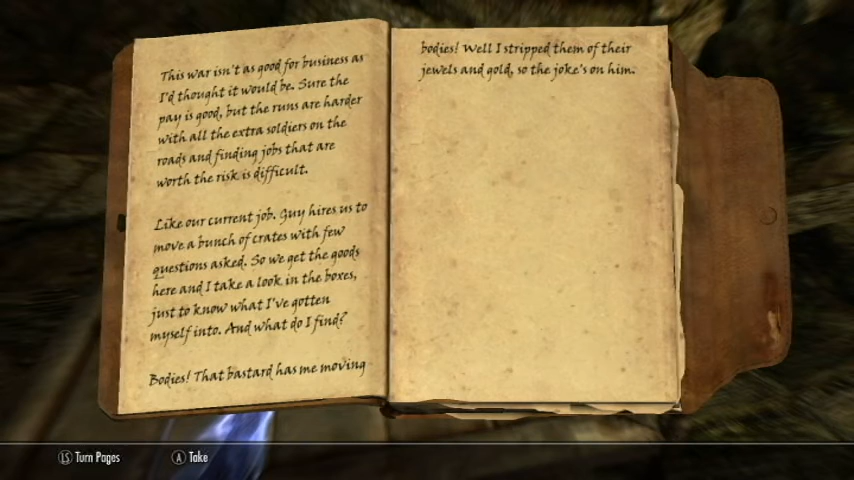 This war isn't as good for business as
I'd thought it would be. Sure the
pay is good, but the runs are harder
with all the extra soldiers on the
roads and finding jobs that are
worth the risk is difficult.
Like our current job. Guy hires us to
move a bunch of crates with few
questions asked. So we get the goods
here and I take a look in the boxes,
just to know what I've gotten
myself into. And what do I find?
Bodies! That bastard has me moving
bodies! Well I stripped them of their
jewels and gold, so the joke's on him.
LS Turn Pages
A Take